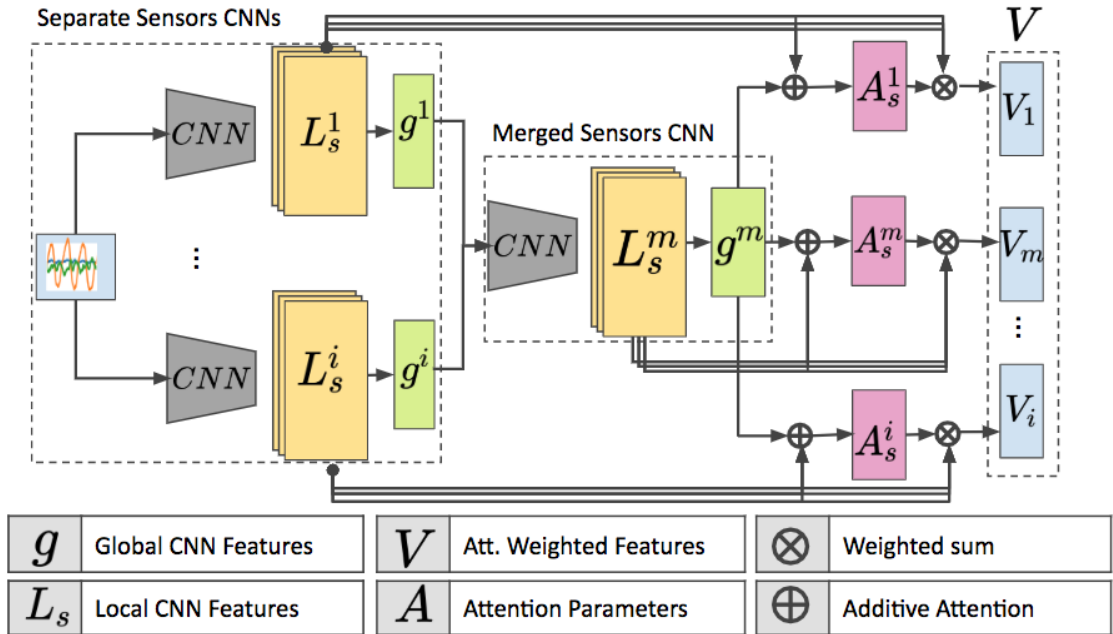 Separate Sensors CNNs
V
CNN
L_s^1
g^1
A_s^1
V_1
Merged Sensors CNN
⋮
CNN
L_s^m
g^m
A_s^m
V_m
⋮
CNN
L_s^i
g^i
A_s^i
V_i
g Global CNN Features
V Att. Weighted Features
⊗ Weighted sum
L_s Local CNN Features
A Attention Parameters
⊕ Additive Attention